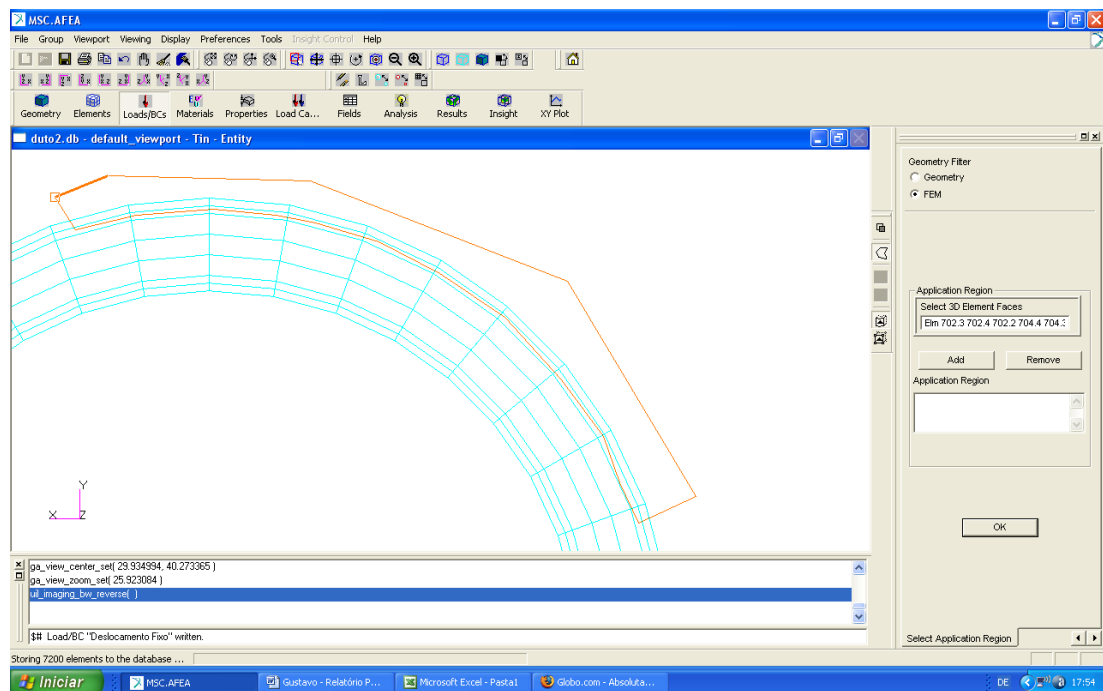 MSC.AFEA
File Group Viewport Viewing Display Preferences Tools Insight Control Help
Geometry Elements Loads/BCs Materials Properties Load Ca... Fields Analysis Results Insight XY Plot
duto2.db - default_viewport - Tin - Entity
Y
X Z
Geometry Filter
Geometry
FEM
Application Region
Select 3D Element Faces
Elm 702.3 702.4 702.2 704.4 704.3
Add Remove
Application Region
OK
Select Application Region
ga_view_center_set( 29.934994, 40.273365 )
ga_view_zoom_set( 25.923084 )
uil_imaging_bw_reverse( )
$# Load/BC "Deslocamento Fixo" written.
Storing 7200 elements to the database ...
Iniciar MSC.AFEA Gustavo - Relatório P... Microsoft Excel - Pasta1 Globo.com - Absoluta... DE 17:54